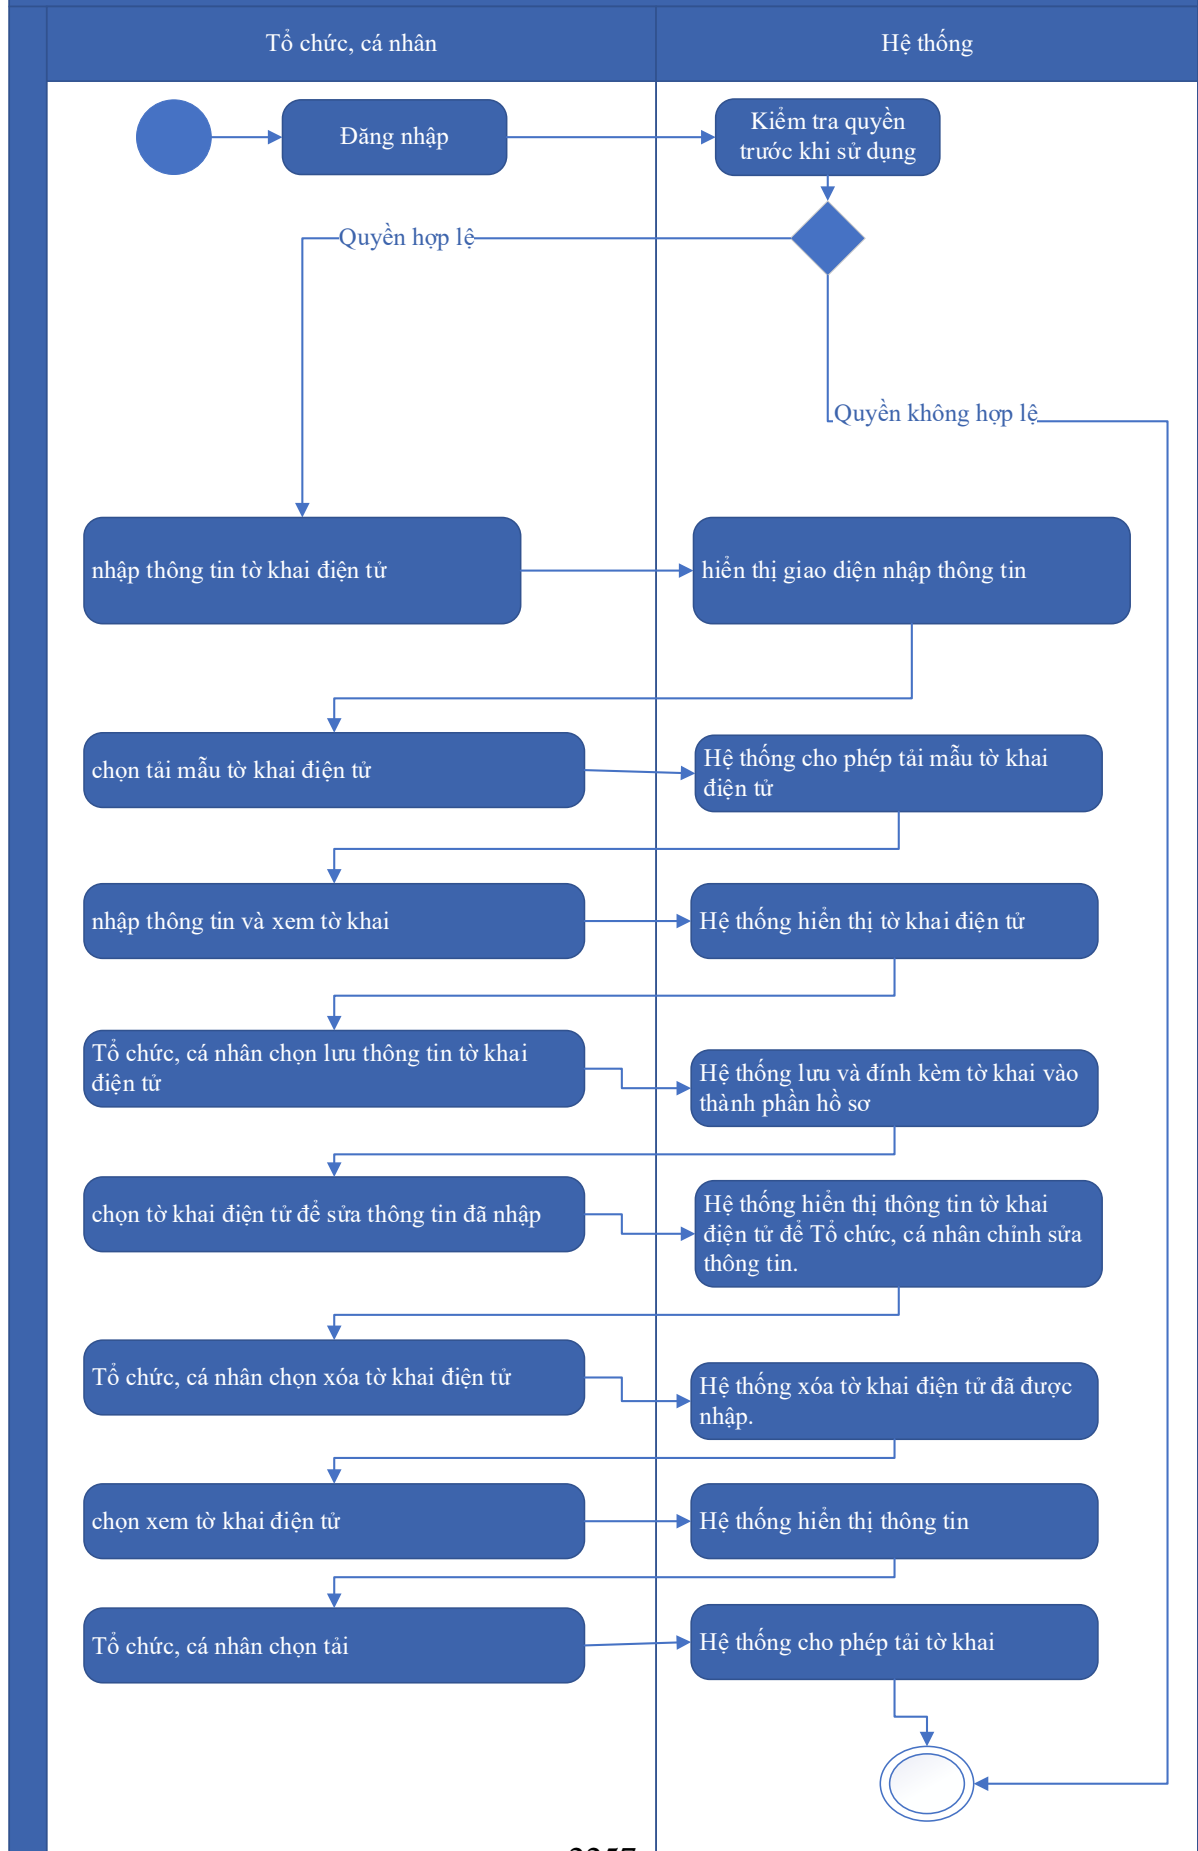 Tổ chức, cá nhân
Hệ thống
Đăng nhập
Kiểm tra quyền
trước khi sử dụng
Quyền hợp lệ
Quyền không hợp lệ
nhập thông tin tờ khai điện tử
hiển thị giao diện nhập thông tin
chọn tải mẫu tờ khai điện tử
Hệ thống cho phép tải mẫu tờ khai
điện tử
nhập thông tin và xem tờ khai
Hệ thống hiển thị tờ khai điện tử
Tổ chức, cá nhân chọn lưu thông tin tờ khai
điện tử
Hệ thống lưu và đính kèm tờ khai vào
thành phần hồ sơ
chọn tờ khai điện tử để sửa thông tin đã nhập
Hệ thống hiển thị thông tin tờ khai
điện tử để Tổ chức, cá nhân chỉnh sửa
thông tin.
Tổ chức, cá nhân chọn xóa tờ khai điện tử
Hệ thống xóa tờ khai điện tử đã được
nhập.
chọn xem tờ khai điện tử
Hệ thống hiển thị thông tin
Tổ chức, cá nhân chọn tải
Hệ thống cho phép tải tờ khai